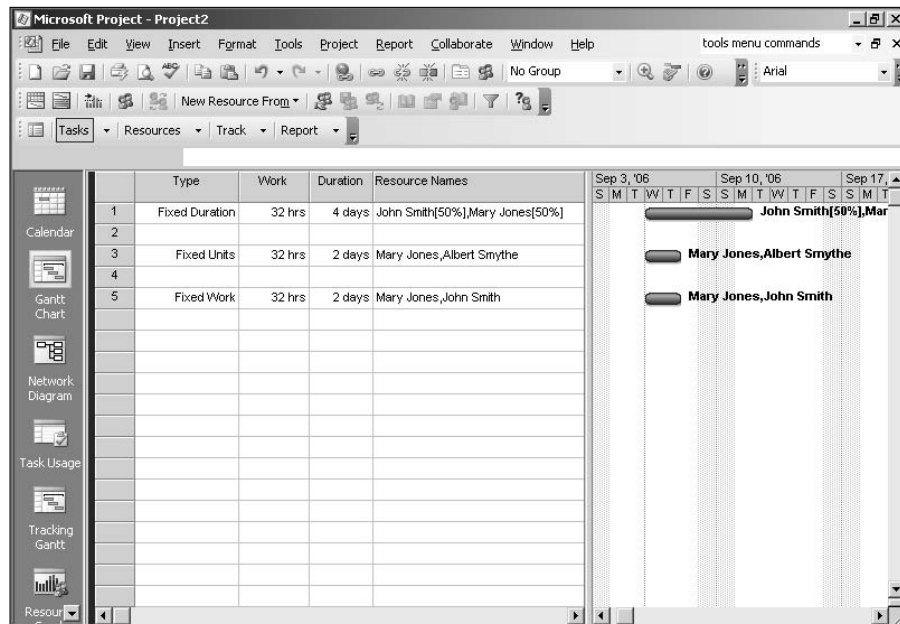 Microsoft Project - Project2
File Edit View Insert Format Tools Project Report Collaborate Window Help tools menu commands
No Group Arial
New Resource From
Tasks Resources Track Report
Type Work Duration Resource Names Sep 3, '06 Sep 10, '06 Sep 17,
S M T W T F S S M T W T F S S M T
1 Fixed Duration 32 hrs 4 days John Smith[50%],Mary Jones[50%] John Smith[50%],Mar
Calendar
2
3 Fixed Units 32 hrs 2 days Mary Jones,Albert Smythe Mary Jones,Albert Smythe
4
5 Fixed Work 32 hrs 2 days Mary Jones,John Smith Mary Jones,John Smith
Gantt
Chart
Network
Diagram
Task Usage
Tracking
Gantt
Resour